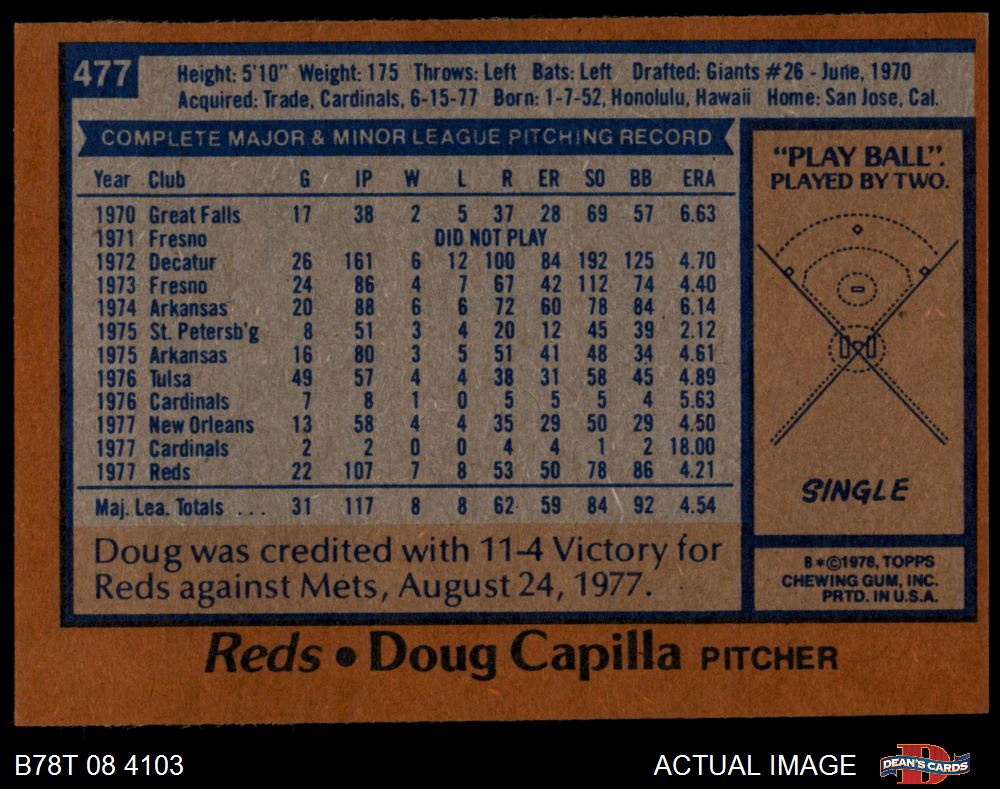 477
Height: 5'10" Weight: 175 Throws: Left Bats: Left Drafted: Giants #26 - June, 1970
Acquired: Trade, Cardinals, 6-15-77 Born: 1-7-52, Honolulu, Hawaii Home: San Jose, Cal.
COMPLETE MAJOR & MINOR LEAGUE PITCHING RECORD
Year Club G IP W L R ER SO BB ERA
1970 Great Falls 17 38 2 5 37 28 69 57 6.63
1971 Fresno DID NOT PLAY
1972 Decatur 26 161 6 12 100 84 192 125 4.70
1973 Fresno 24 86 4 7 67 42 112 74 4.40
1974 Arkansas 20 88 6 6 72 60 78 84 6.14
1975 St. Petersb'g 8 51 3 4 20 12 45 39 2.12
1975 Arkansas 16 80 3 5 51 41 48 34 4.61
1976 Tulsa 49 57 4 4 38 31 58 45 4.89
1976 Cardinals 7 8 1 0 5 5 5 4 5.63
1977 New Orleans 13 58 4 4 35 29 50 29 4.50
1977 Cardinals 2 2 0 0 4 4 1 2 18.00
1977 Reds 22 107 7 8 53 50 78 86 4.21
Maj. Lea. Totals ... 31 117 8 8 62 59 84 92 4.54
Doug was credited with 11-4 Victory for
Reds against Mets, August 24, 1977.
"PLAY BALL".
PLAYED BY TWO.
SINGLE
B*©1978, TOPPS
CHEWING GUM, INC.
PRTD. IN U.S.A.
Reds • Doug Capilla PITCHER
B78T 08 4103
ACTUAL IMAGE
D
DEAN'S CARDS